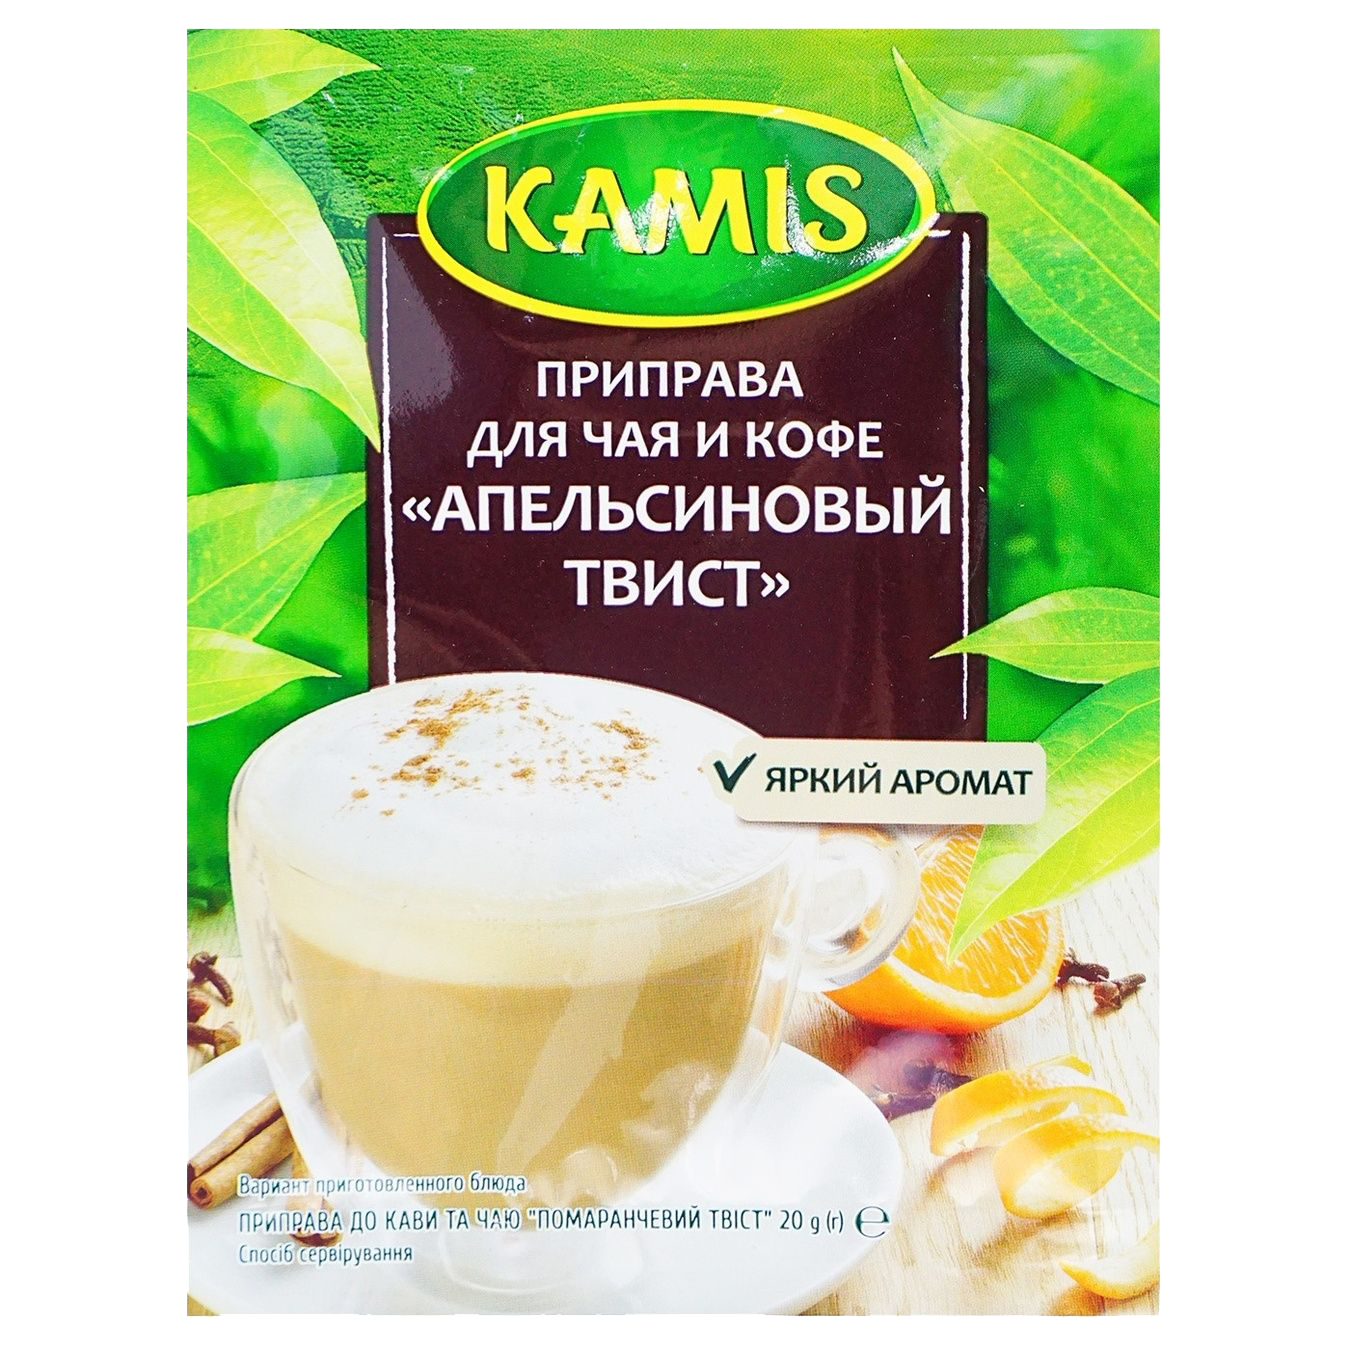 KAMIS
ПРИПРАВА
ДЛЯ ЧАЯ И КОФЕ
«АПЕЛЬСИНОВЫЙ
ТВИСТ»
ЯРКИЙ АРОМАТ
Вариант приготовленного блюда
ПРИПРАВА ДО КАВИ ТА ЧАЮ "ПОМАРАНЧЕВИЙ ТВІСТ" 20 g (г) ℮
Спосіб сервірування